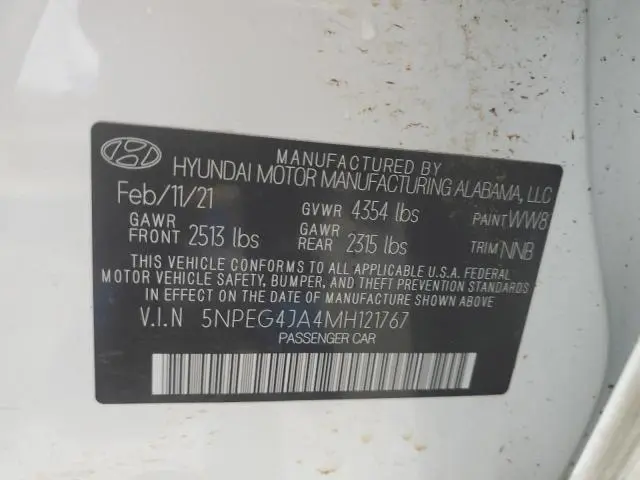 MANUFACTURED BY
HYUNDAI MOTOR MANUFACTURING ALABAMA, LLC
Feb/11/21 GVWR 4354 lbs PAINT WW8
GAWR FRONT 2513 lbs GAWR REAR 2315 lbs TRIM NNB
THIS VEHICLE CONFORMS TO ALL APPLICABLE U.S.A. FEDERAL
MOTOR VEHICLE SAFETY, BUMPER, AND THEFT PREVENTION STANDARDS
IN EFFECT ON THE DATE OF MANUFACTURE SHOWN ABOVE.
V.I.N 5NPEG4JA4MH121767
PASSENGER CAR